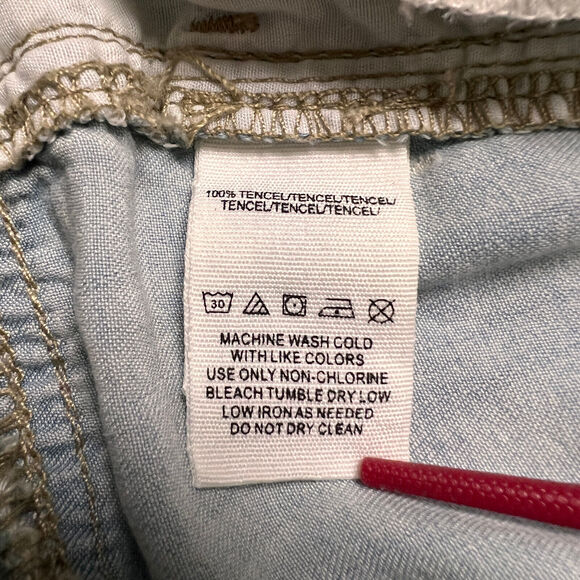 100% TENCEL/TENCEL/TENCEL/
TENCEL/TENCEL/TENCEL/
30
MACHINE WASH COLD
WITH LIKE COLORS
USE ONLY NON-CHLORINE
BLEACH TUMBLE DRY LOW
LOW IRON AS NEEDED
DO NOT DRY CLEAN